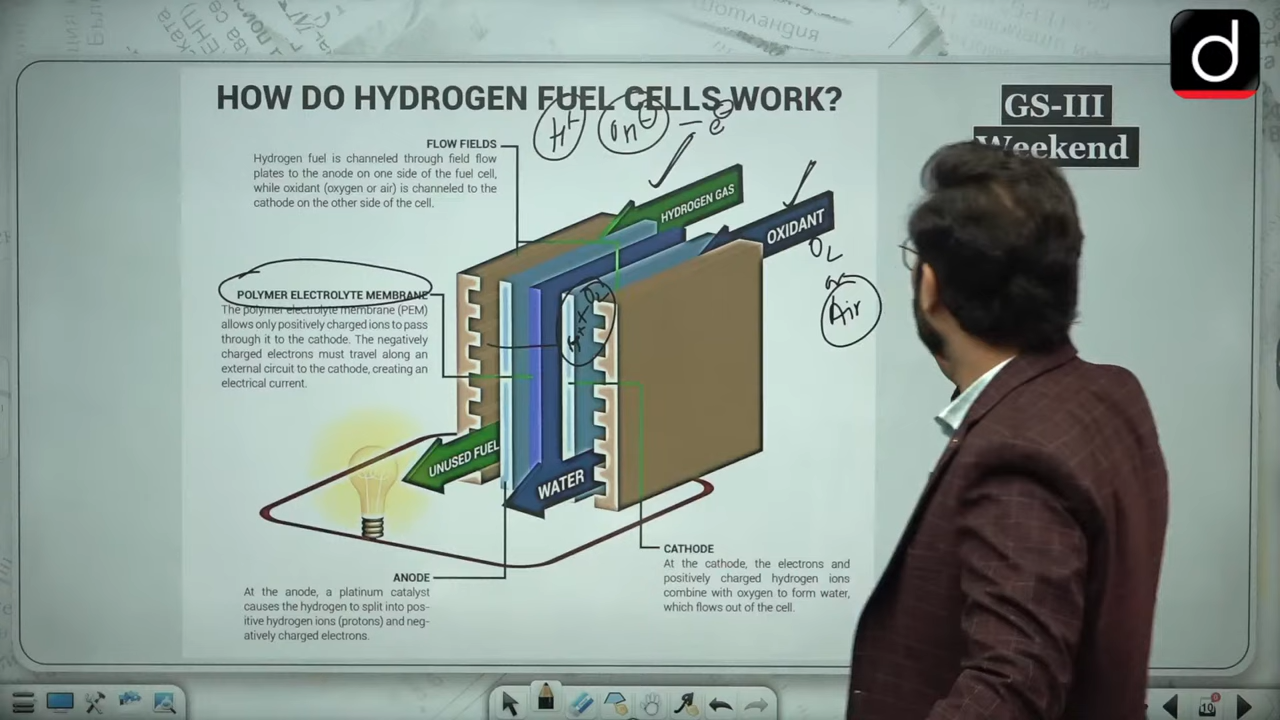 HOW DO HYDROGEN FUEL CELLS WORK?
d
GS-III
Weekend
H+
e
FLOW FIELDS
Hydrogen fuel is channeled through field flow
plates to the anode on one side of the fuel cell,
while oxidant (oxygen or air) is channeled to the
cathode on the other side of the cell.
HYDROGEN GAS
OXIDANT
O2
or
Air
O2
POLYMER ELECTROLYTE MEMBRANE
The polymer electrolyte membrane (PEM)
allows only positively charged ions to pass
through it to the cathode. The negatively
charged electrons must travel along an
external circuit to the cathode, creating an
electrical current.
UNUSED FUEL
WATER
CATHODE
At the cathode, the electrons and
positively charged hydrogen ions
combine with oxygen to form water,
which flows out of the cell.
ANODE
At the anode, a platinum catalyst
causes the hydrogen to split into pos-
itive hydrogen ions (protons) and neg-
atively charged electrons.